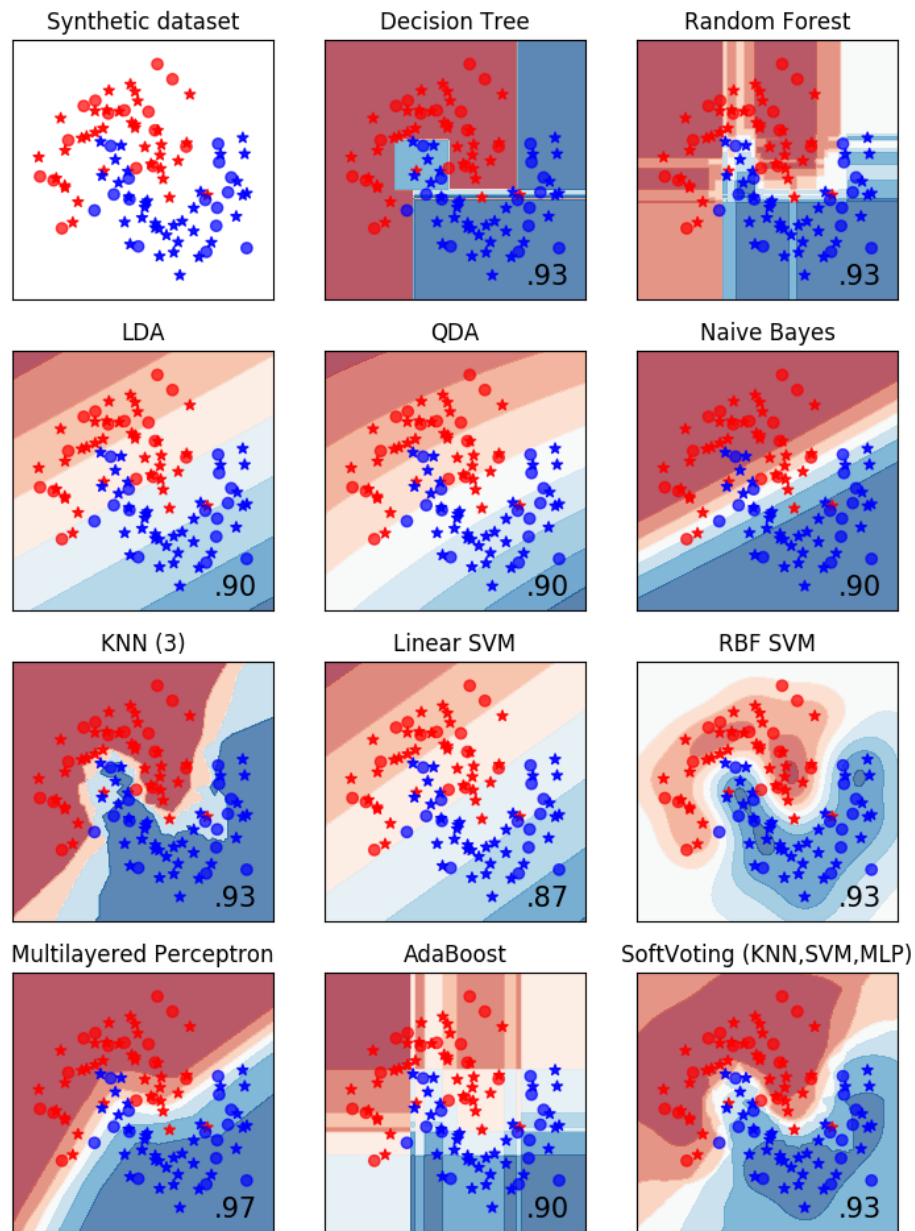 Synthetic dataset
Decision Tree
Random Forest
.93
.93
LDA
QDA
Naive Bayes
.90
.90
.90
KNN (3)
Linear SVM
RBF SVM
.93
.87
.93
Multilayered Perceptron
AdaBoost
SoftVoting (KNN,SVM,MLP)
.97
.90
.93